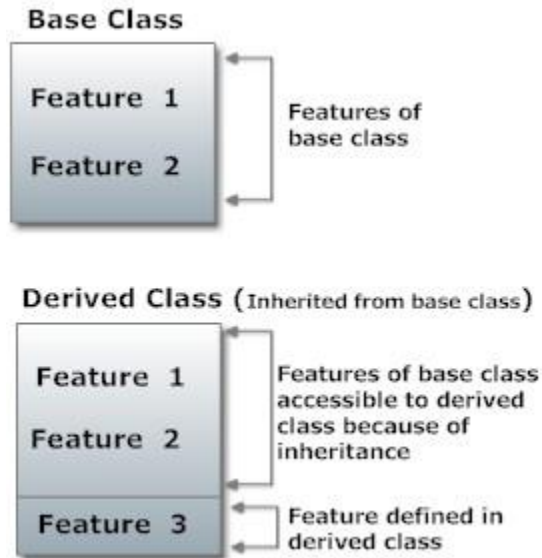 Base Class
Feature 1
Feature 2
Features of
base class
Derived Class (Inherited from base class)
Feature 1
Feature 2
Features of base class
accessible to derived
class because of
inheritance
Feature 3
Feature defined in
derived class